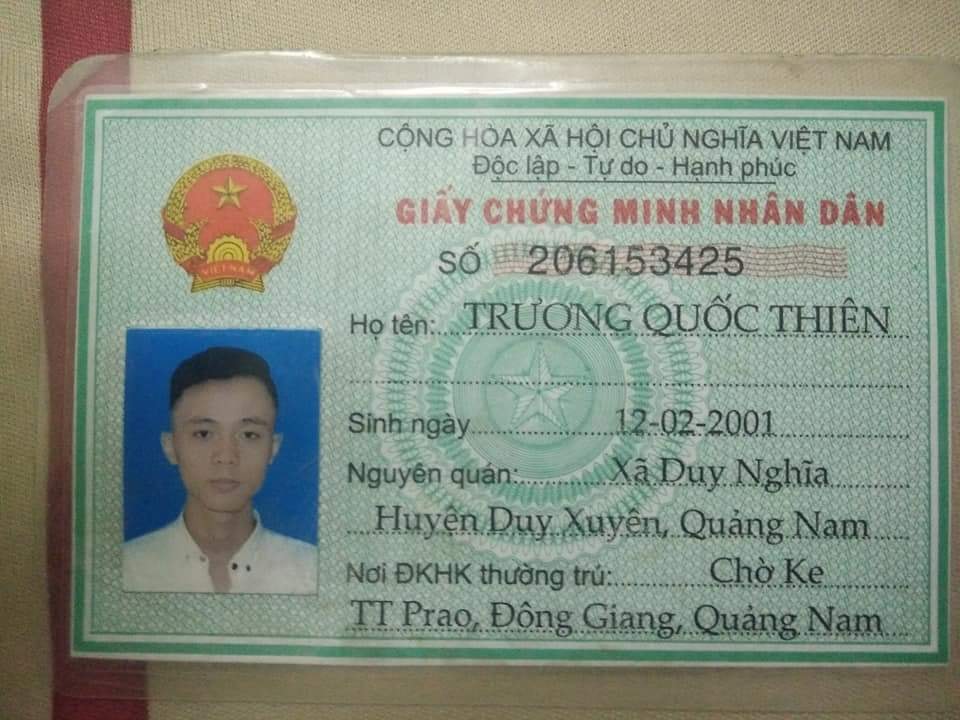 CỘNG HÒA XÃ HỘI CHỦ NGHĨA VIỆT NAM
Độc lập - Tự do - Hạnh phúc
GIẤY CHỨNG MINH NHÂN DÂN
SỐ 206153425
VIETNAM
Họ tên: TRƯƠNG QUỐC THIÊN
Sinh ngày 12-02-2001
Nguyên quán: Xã Duy Nghĩa
Huyện Duy Xuyên, Quảng Nam
Nơi ĐKHK thường trú: Chờ Ke
TT Prao, Đông Giang, Quảng Nam